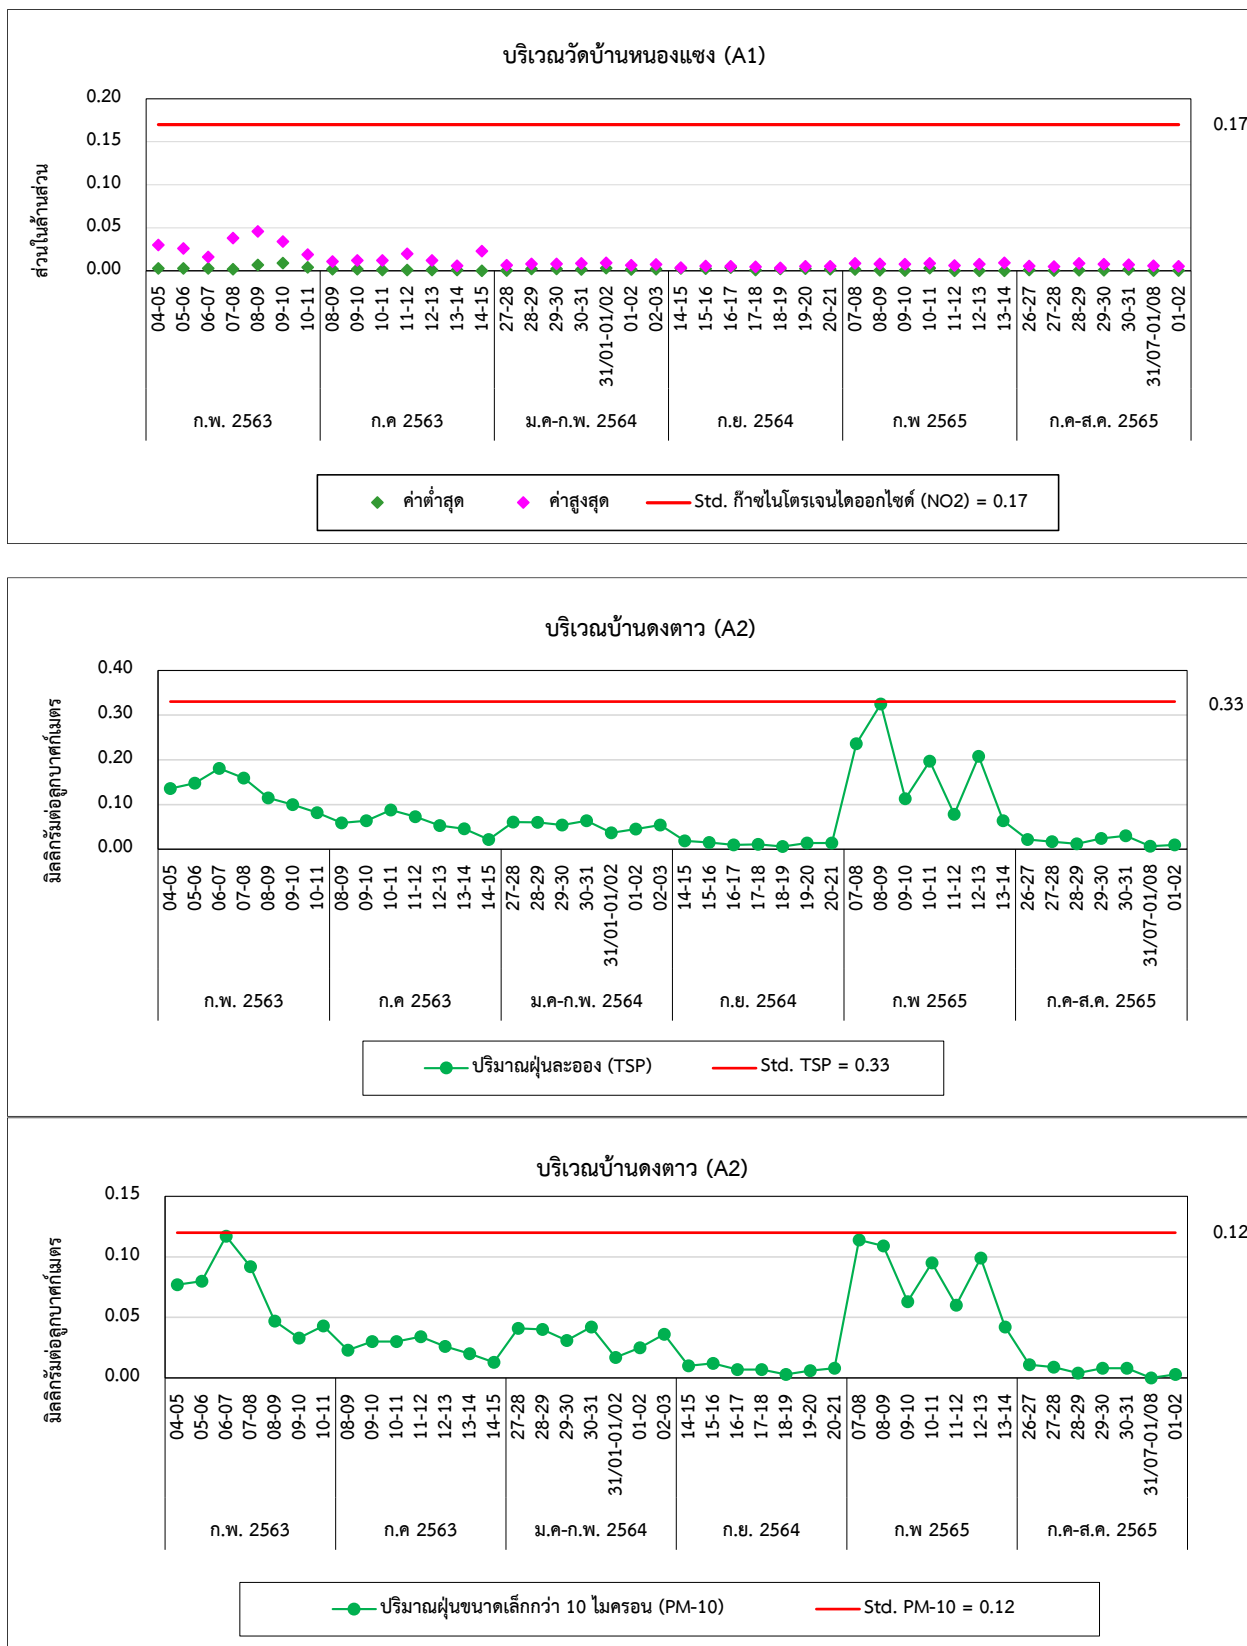 บริเวณวัดบ้านหนองแซง (A1)
ส่วนในล้านส่วน
0.20
0.15
0.10
0.05
0.00
0.17
04-05 05-06 06-07 07-08 08-09 09-10 10-11 08-09 09-10 10-11 11-12 12-13 13-14 14-15 27-28 28-29 29-30 30-31 31/01-01/02 01-02 02-03 14-15 15-16 16-17 17-18 18-19 19-20 20-21 07-08 08-09 09-10 10-11 11-12 12-13 13-14 26-27 27-28 28-29 29-30 30-31 31/07-01/08 01-02
ก.พ. 2563 ก.ค 2563 ม.ค-ก.พ. 2564 ก.ย. 2564 ก.พ 2565 ก.ค-ส.ค. 2565
ค่าต่ำสุด ค่าสูงสุด Std. ก๊าซไนโตรเจนไดออกไซด์ (NO2) = 0.17
บริเวณบ้านดงตาว (A2)
มิลลิกรัมต่อลูกบาศก์เมตร
0.40
0.30
0.20
0.10
0.00
0.33
04-05 05-06 06-07 07-08 08-09 09-10 10-11 08-09 09-10 10-11 11-12 12-13 13-14 14-15 27-28 28-29 29-30 30-31 31/01-01/02 01-02 02-03 14-15 15-16 16-17 17-18 18-19 19-20 20-21 07-08 08-09 09-10 10-11 11-12 12-13 13-14 26-27 27-28 28-29 29-30 30-31 31/07-01/08 01-02
ก.พ. 2563 ก.ค 2563 ม.ค-ก.พ. 2564 ก.ย. 2564 ก.พ 2565 ก.ค-ส.ค. 2565
ปริมาณฝุ่นละออง (TSP) Std. TSP = 0.33
บริเวณบ้านดงตาว (A2)
มิลลิกรัมต่อลูกบาศก์เมตร
0.15
0.10
0.05
0.00
0.12
04-05 05-06 06-07 07-08 08-09 09-10 10-11 08-09 09-10 10-11 11-12 12-13 13-14 14-15 27-28 28-29 29-30 30-31 31/01-01/02 01-02 02-03 14-15 15-16 16-17 17-18 18-19 19-20 20-21 07-08 08-09 09-10 10-11 11-12 12-13 13-14 26-27 27-28 28-29 29-30 30-31 31/07-01/08 01-02
ก.พ. 2563 ก.ค 2563 ม.ค-ก.พ. 2564 ก.ย. 2564 ก.พ 2565 ก.ค-ส.ค. 2565
ปริมาณฝุ่นขนาดเล็กกว่า 10 ไมครอน (PM-10) Std. PM-10 = 0.12